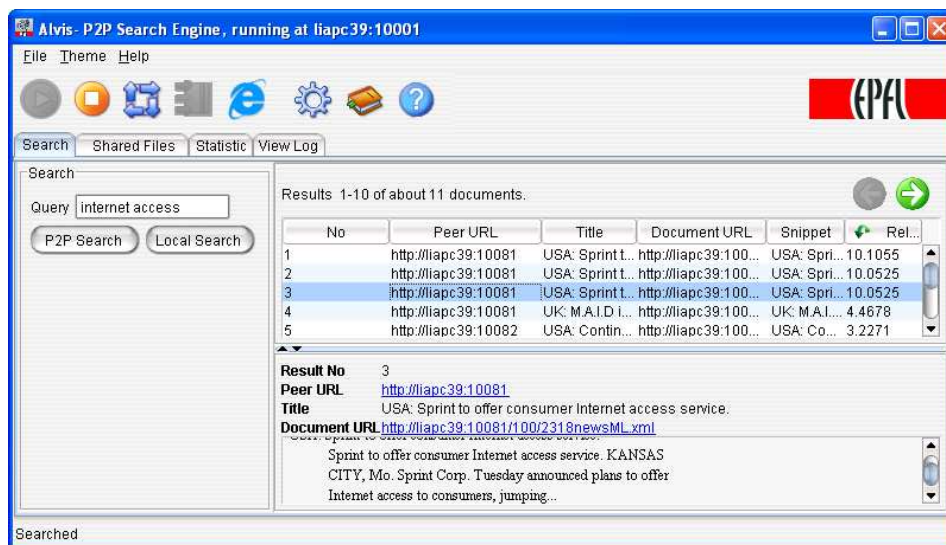 Alvis- P2P Search Engine, running at liapc39:10001
File Theme Help
EPFL
Search Shared Files Statistic View Log
Search
Query internet access
P2P Search Local Search
Results 1-10 of about 11 documents.
No Peer URL Title Document URL Snippet Rel...
1 http://liapc39:10081 USA: Sprint t... http://liapc39:100... USA: Spri... 10.1055
2 http://liapc39:10081 USA: Sprint t... http://liapc39:100... USA: Spri... 10.0525
3 http://liapc39:10081 USA: Sprint t... http://liapc39:100... USA: Spri... 10.0525
4 http://liapc39:10081 UK: M.A.I.D i... http://liapc39:100... UK: M.A.I.... 4.4678
5 http://liapc39:10082 USA: Contin... http://liapc39:100... USA: Co... 3.2271
Result No 3
Peer URL http://liapc39:10081
Title USA: Sprint to offer consumer Internet access service.
Document URL http://liapc39:10081/100/2318newsML.xml
USA: Sprint to offer consumer Internet access service.
Sprint to offer consumer Internet access service. KANSAS
CITY, Mo. Sprint Corp. Tuesday announced plans to offer
Internet access to consumers, jumping...
Searched